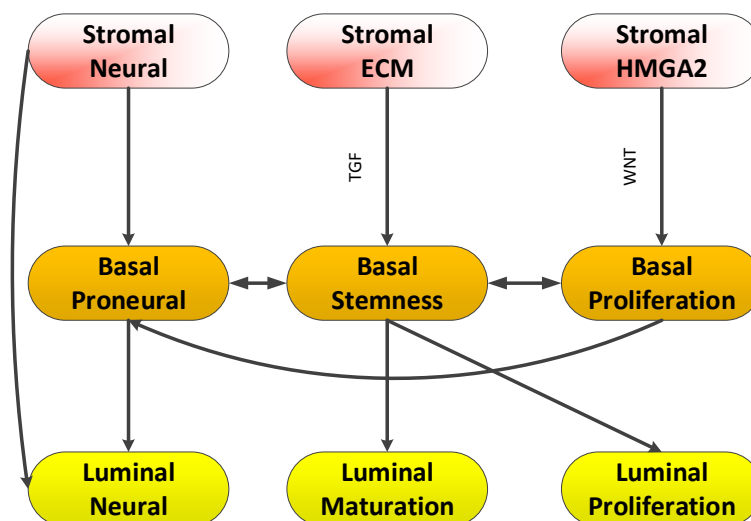 Stromal
Neural
Stromal
ECM
Stromal
HMGA2
TGF
WNT
Basal
Proneural
Basal
Stemness
Basal
Proliferation
Luminal
Neural
Luminal
Maturation
Luminal
Proliferation